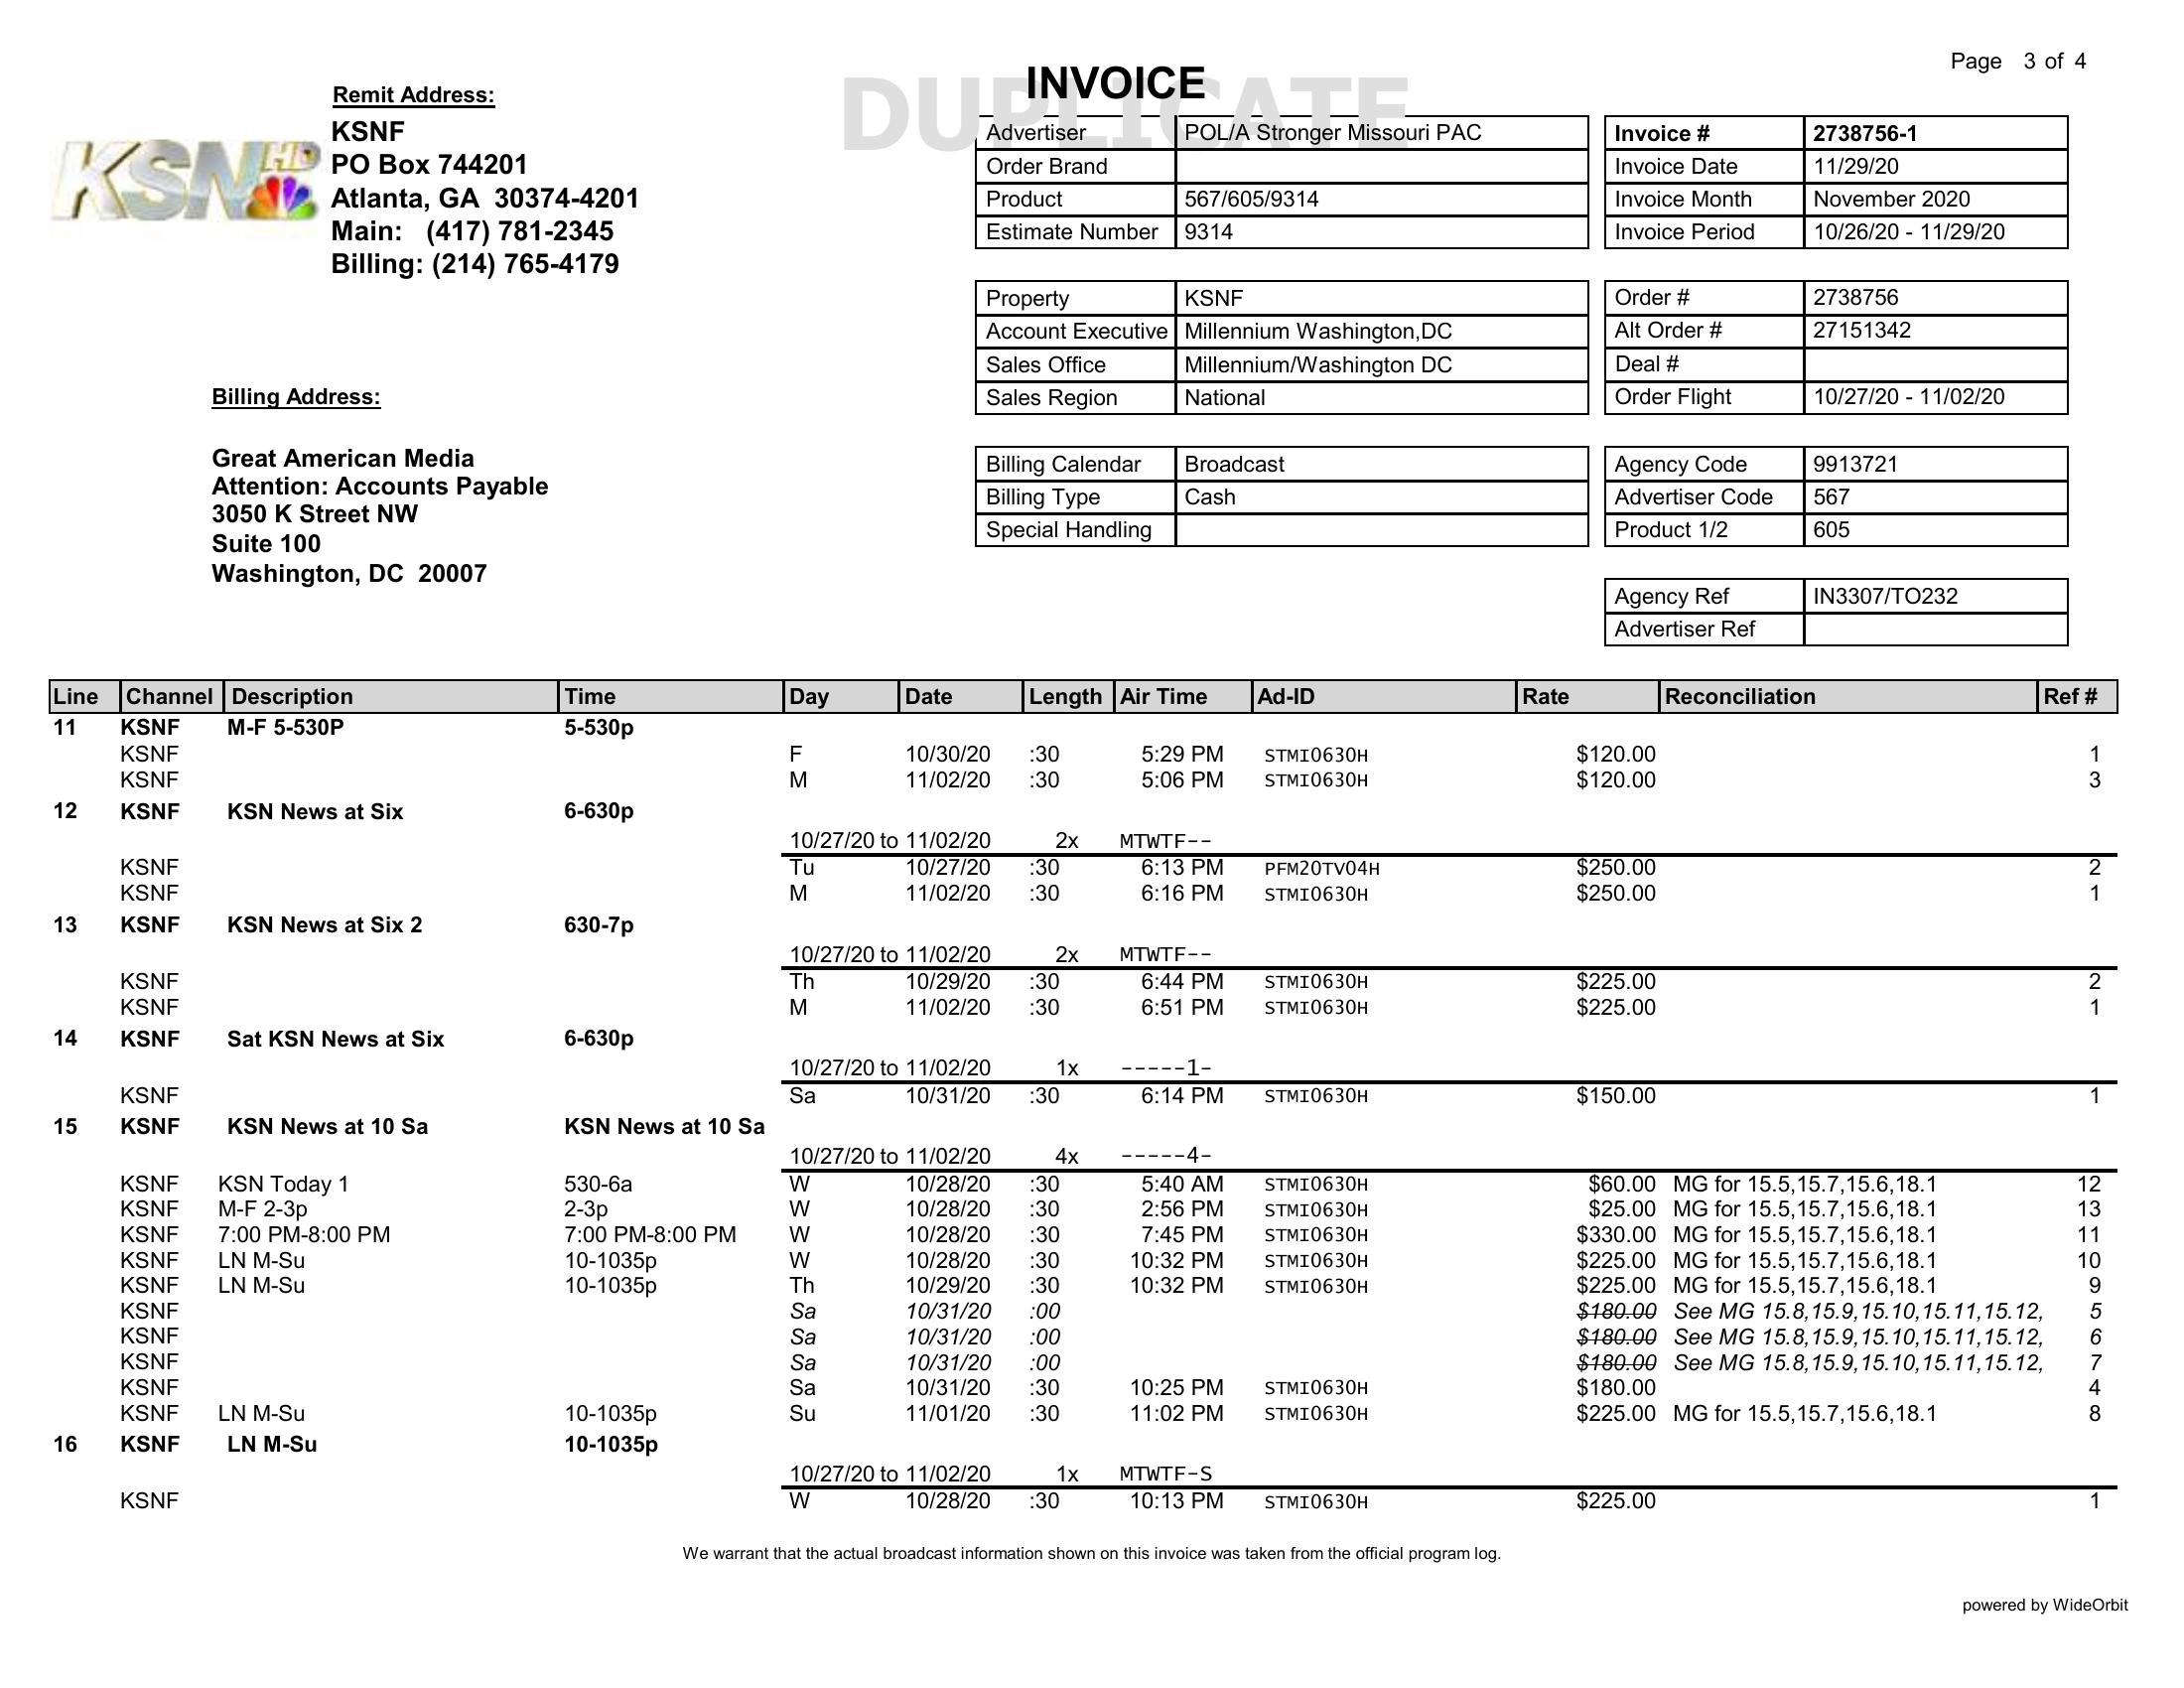 Page 3 of 4
INVOICE
DUPLICATE
Remit Address:
KSN HD
KSNF
PO Box 744201
Atlanta, GA 30374-4201
Main: (417) 781-2345
Billing: (214) 765-4179
Advertiser POL/A Stronger Missouri PAC
Order Brand
Product 567/605/9314
Estimate Number 9314
Invoice # 2738756-1
Invoice Date 11/29/20
Invoice Month November 2020
Invoice Period 10/26/20 - 11/29/20
Property KSNF
Account Executive Millennium Washington,DC
Sales Office Millennium/Washington DC
Sales Region National
Order # 2738756
Alt Order # 27151342
Deal #
Order Flight 10/27/20 - 11/02/20
Billing Address:
Great American Media
Attention: Accounts Payable
3050 K Street NW
Suite 100
Washington, DC 20007
Billing Calendar Broadcast
Billing Type Cash
Special Handling
Agency Code 9913721
Advertiser Code 567
Product 1/2 605
Agency Ref IN3307/TO232
Advertiser Ref
Line Channel Description Time Day Date Length Air Time Ad-ID Rate Reconciliation Ref #
11 KSNF M-F 5-530P 5-530p
KSNF F 10/30/20 :30 5:29 PM STMI0630H $120.00 1
KSNF M 11/02/20 :30 5:06 PM STMI0630H $120.00 3
12 KSNF KSN News at Six 6-630p
10/27/20 to 11/02/20 2x MTWTF--
KSNF Tu 10/27/20 :30 6:13 PM PFM20TV04H $250.00 2
KSNF M 11/02/20 :30 6:16 PM STMI0630H $250.00 1
13 KSNF KSN News at Six 2 630-7p
10/27/20 to 11/02/20 2x MTWTF--
KSNF Th 10/29/20 :30 6:44 PM STMI0630H $225.00 2
KSNF M 11/02/20 :30 6:51 PM STMI0630H $225.00 1
14 KSNF Sat KSN News at Six 6-630p
10/27/20 to 11/02/20 1x -----1-
KSNF Sa 10/31/20 :30 6:14 PM STMI0630H $150.00 1
15 KSNF KSN News at 10 Sa KSN News at 10 Sa
10/27/20 to 11/02/20 4x -----4-
KSNF KSN Today 1 530-6a W 10/28/20 :30 5:40 AM STMI0630H $60.00 MG for 15.5,15.7,15.6,18.1 12
KSNF M-F 2-3p 2-3p W 10/28/20 :30 2:56 PM STMI0630H $25.00 MG for 15.5,15.7,15.6,18.1 13
KSNF 7:00 PM-8:00 PM 7:00 PM-8:00 PM W 10/28/20 :30 7:45 PM STMI0630H $330.00 MG for 15.5,15.7,15.6,18.1 11
KSNF LN M-Su 10-1035p W 10/28/20 :30 10:32 PM STMI0630H $225.00 MG for 15.5,15.7,15.6,18.1 10
KSNF LN M-Su 10-1035p Th 10/29/20 :30 10:32 PM STMI0630H $225.00 MG for 15.5,15.7,15.6,18.1 9
KSNF Sa 10/31/20 :00 $180.00 See MG 15.8,15.9,15.10,15.11,15.12, 5
KSNF Sa 10/31/20 :00 $180.00 See MG 15.8,15.9,15.10,15.11,15.12, 6
KSNF Sa 10/31/20 :00 $180.00 See MG 15.8,15.9,15.10,15.11,15.12, 7
KSNF Sa 10/31/20 :30 10:25 PM STMI0630H $180.00 4
KSNF LN M-Su 10-1035p Su 11/01/20 :30 11:02 PM STMI0630H $225.00 MG for 15.5,15.7,15.6,18.1 8
16 KSNF LN M-Su 10-1035p
10/27/20 to 11/02/20 1x MTWTF-S
KSNF W 10/28/20 :30 10:13 PM STMI0630H $225.00 1
We warrant that the actual broadcast information shown on this invoice was taken from the official program log.
powered by WideOrbit